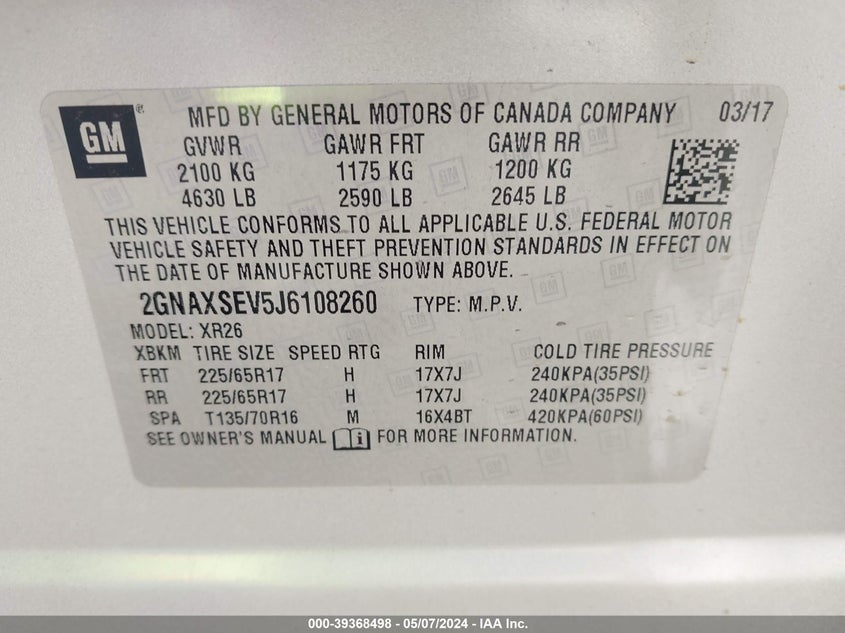 GM ® MFD BY GENERAL MOTORS OF CANADA COMPANY 03/17
GVWR GAWR FRT GAWR RR
2100 KG 1175 KG 1200 KG
4630 LB 2590 LB 2645 LB
THIS VEHICLE CONFORMS TO ALL APPLICABLE U.S. FEDERAL MOTOR
VEHICLE SAFETY AND THEFT PREVENTION STANDARDS IN EFFECT ON
THE DATE OF MANUFACTURE SHOWN ABOVE.
2GNAXSEV5J6108260 TYPE: M.P.V.
MODEL: XR26
XBKM TIRE SIZE SPEED RTG RIM COLD TIRE PRESSURE
FRT 225/65R17 H 17X7J 240KPA(35PSI)
RR 225/65R17 H 17X7J 240KPA(35PSI)
SPA T135/70R16 M 16X4BT 420KPA(60PSI)
SEE OWNER'S MANUAL i FOR MORE INFORMATION.
000-39368498 - 05/07/2024 - IAA Inc.